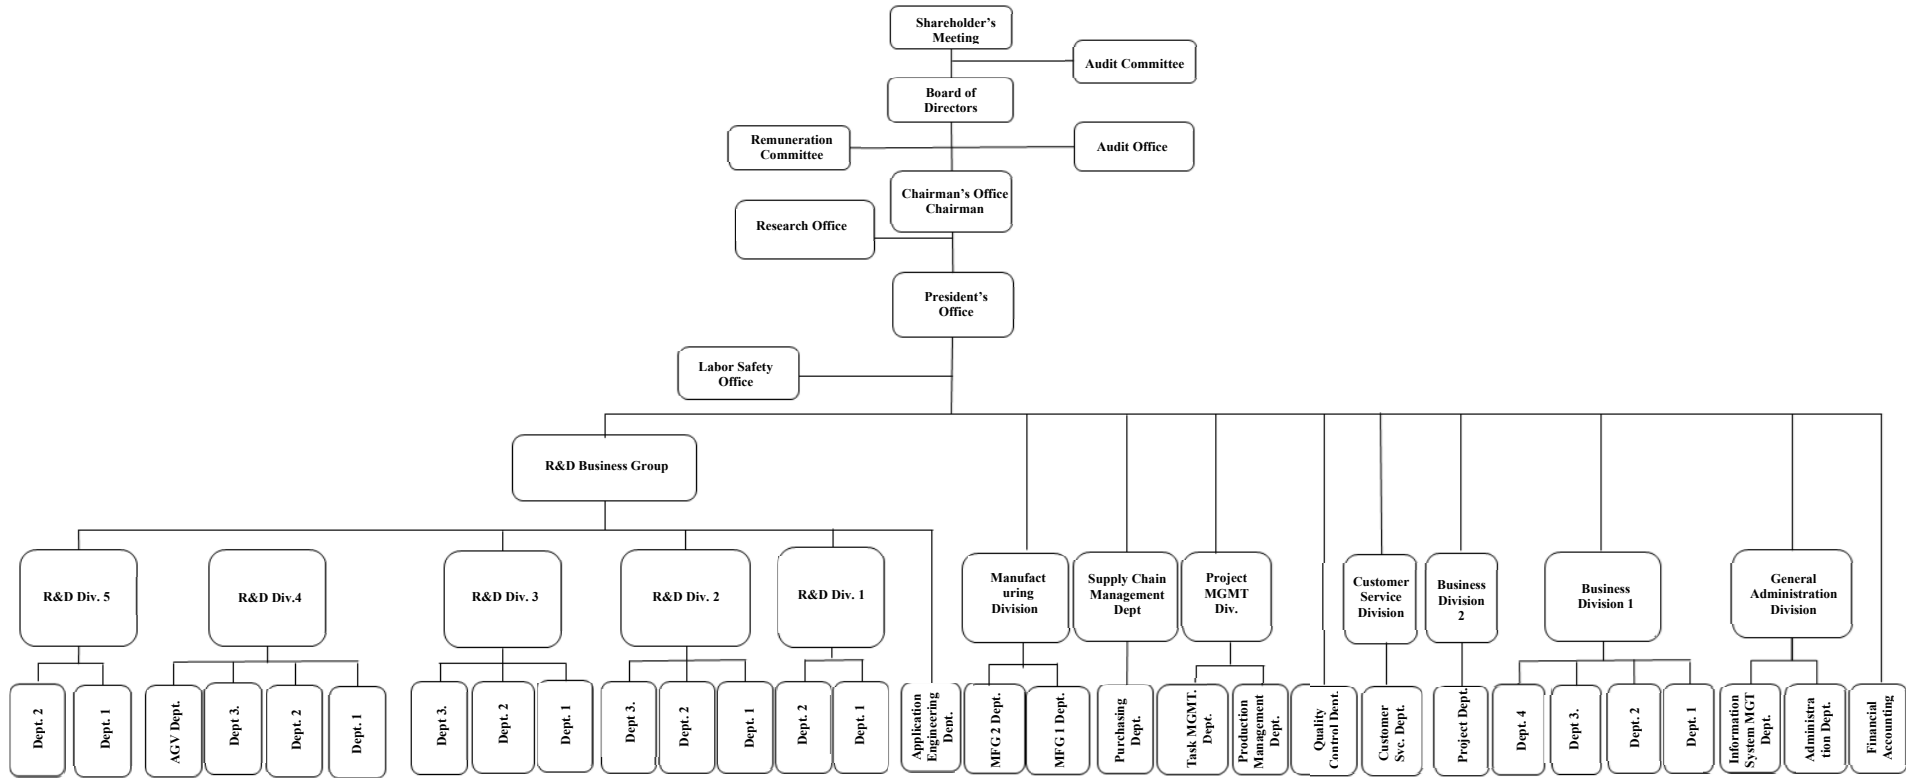 Shareholder’s
Meeting
Audit Committee
Board of
Directors
Remuneration
Committee
Audit Office
Chairman’s Office
Chairman
Research Office
President’s
Office
Labor Safety
Office
R&D Business Group
R&D Div. 5
R&D Div.4
R&D Div. 3
R&D Div. 2
R&D Div. 1
Manufact
uring
Division
Supply Chain
Management
Dept
Project
MGMT
Div.
Customer
Service
Division
Business
Division
2
Business
Division 1
General
Administration
Division
Dept. 2
Dept. 1
AGV Dept.
Dept 3.
Dept. 2
Dept. 1
Dept 3.
Dept. 2
Dept. 1
Dept 3.
Dept. 2
Dept. 1
Dept. 2
Dept. 1
Application
Engineering
Dept.
MFG 2 Dept.
MFG 1 Dept.
Purchasing
Dept.
Task MGMT.
Dept.
Production
Management
Dept.
Quality
Control Dent.
Customer
Svc. Dept.
Project Dept.
Dept. 4
Dept 3.
Dept. 2
Dept. 1
Information
System MGT
Dept.
Administra
tion Dept.
Financial
Accounting